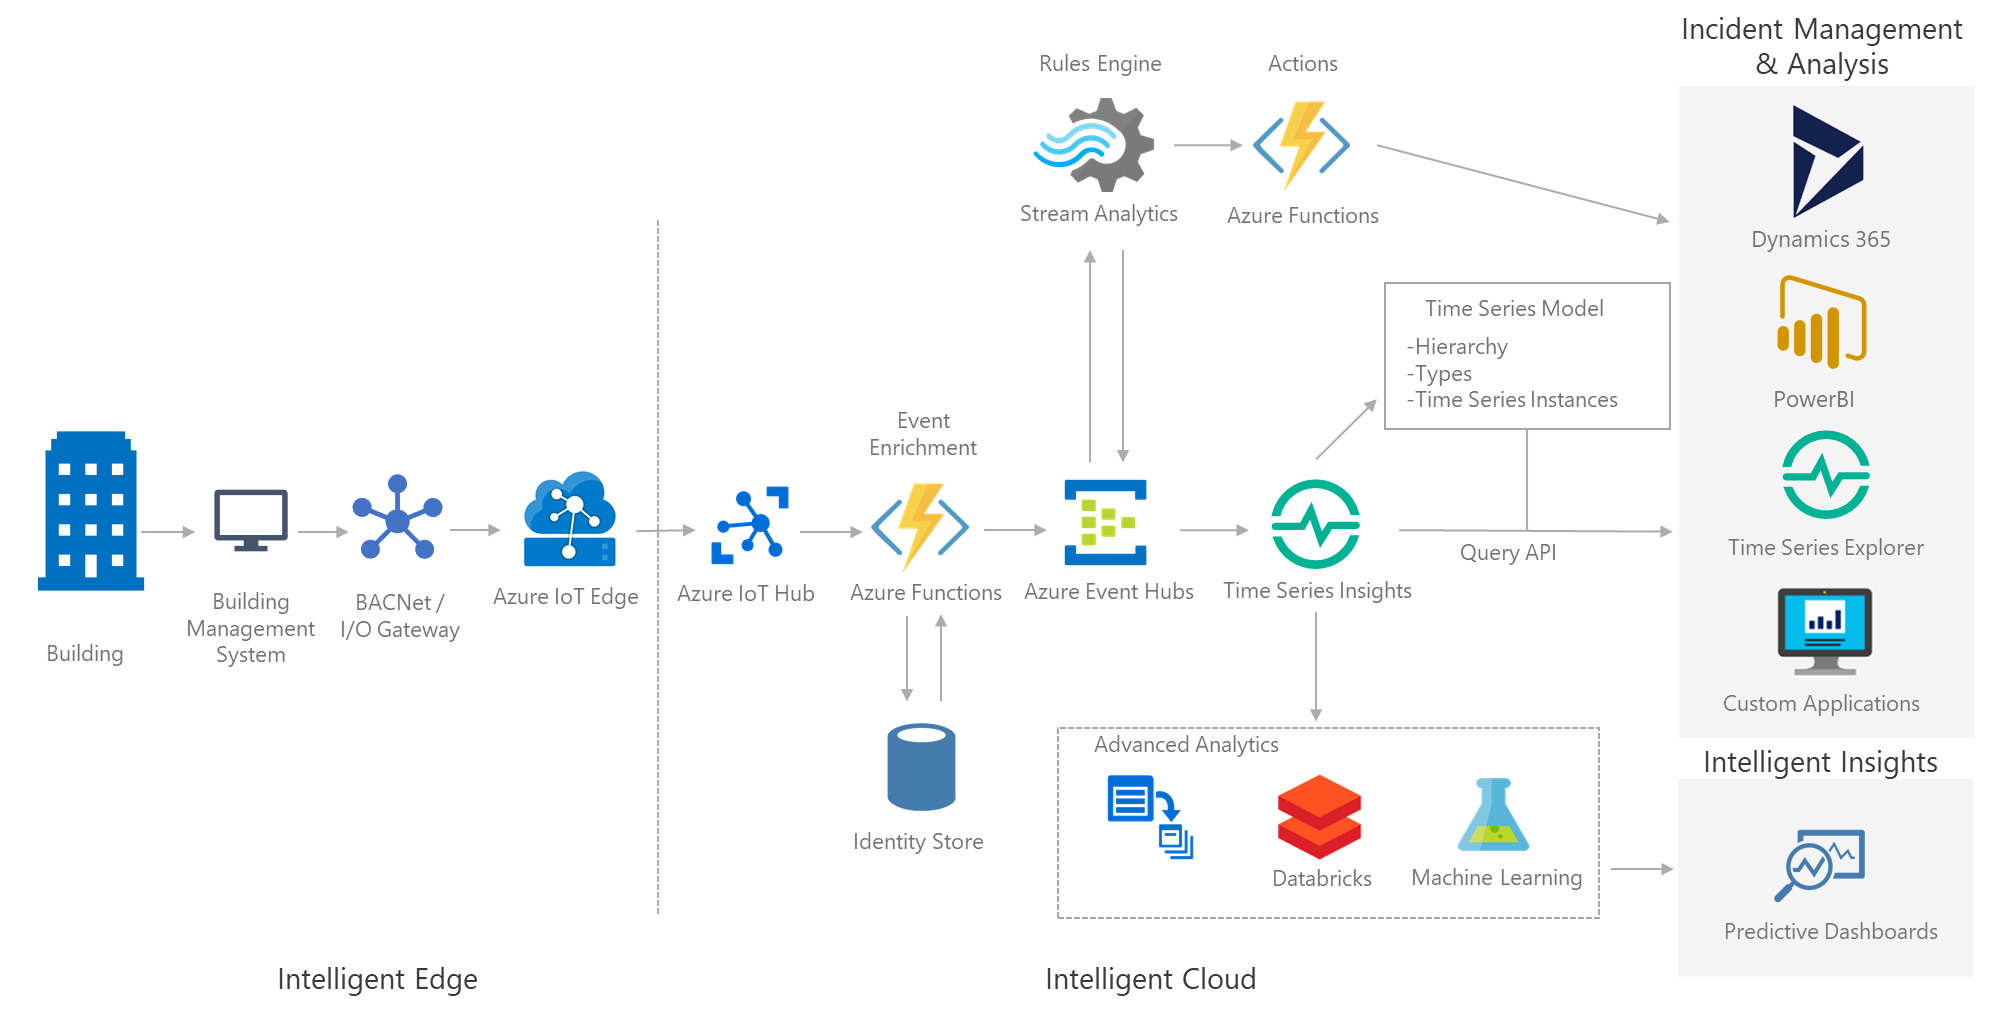 Incident Management
& Analysis
Rules Engine
Actions
Stream Analytics
Azure Functions
Dynamics 365
Time Series Model
-Hierarchy
-Types
-Time Series Instances
PowerBI
Event
Enrichment
Query API
Time Series Explorer
Building
Building
Management
System
BACNet /
I/O Gateway
Azure IoT Edge
Azure IoT Hub
Azure Functions
Azure Event Hubs
Time Series Insights
Custom Applications
Advanced Analytics
Intelligent Insights
Identity Store
Databricks
Machine Learning
Predictive Dashboards
Intelligent Edge
Intelligent Cloud